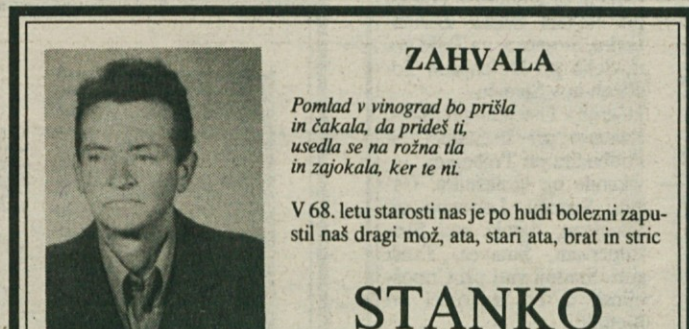 ZAHVALA
Pomlad v vinograd bo prišla
in čakala, da prideš ti,
usedla se na rožna tla
in zajokala, ker te ni.
V 68. letu starosti nas je po hudi bolezni zapu-
stil naš dragi mož, ata, stari ata, brat in stric
STANKO